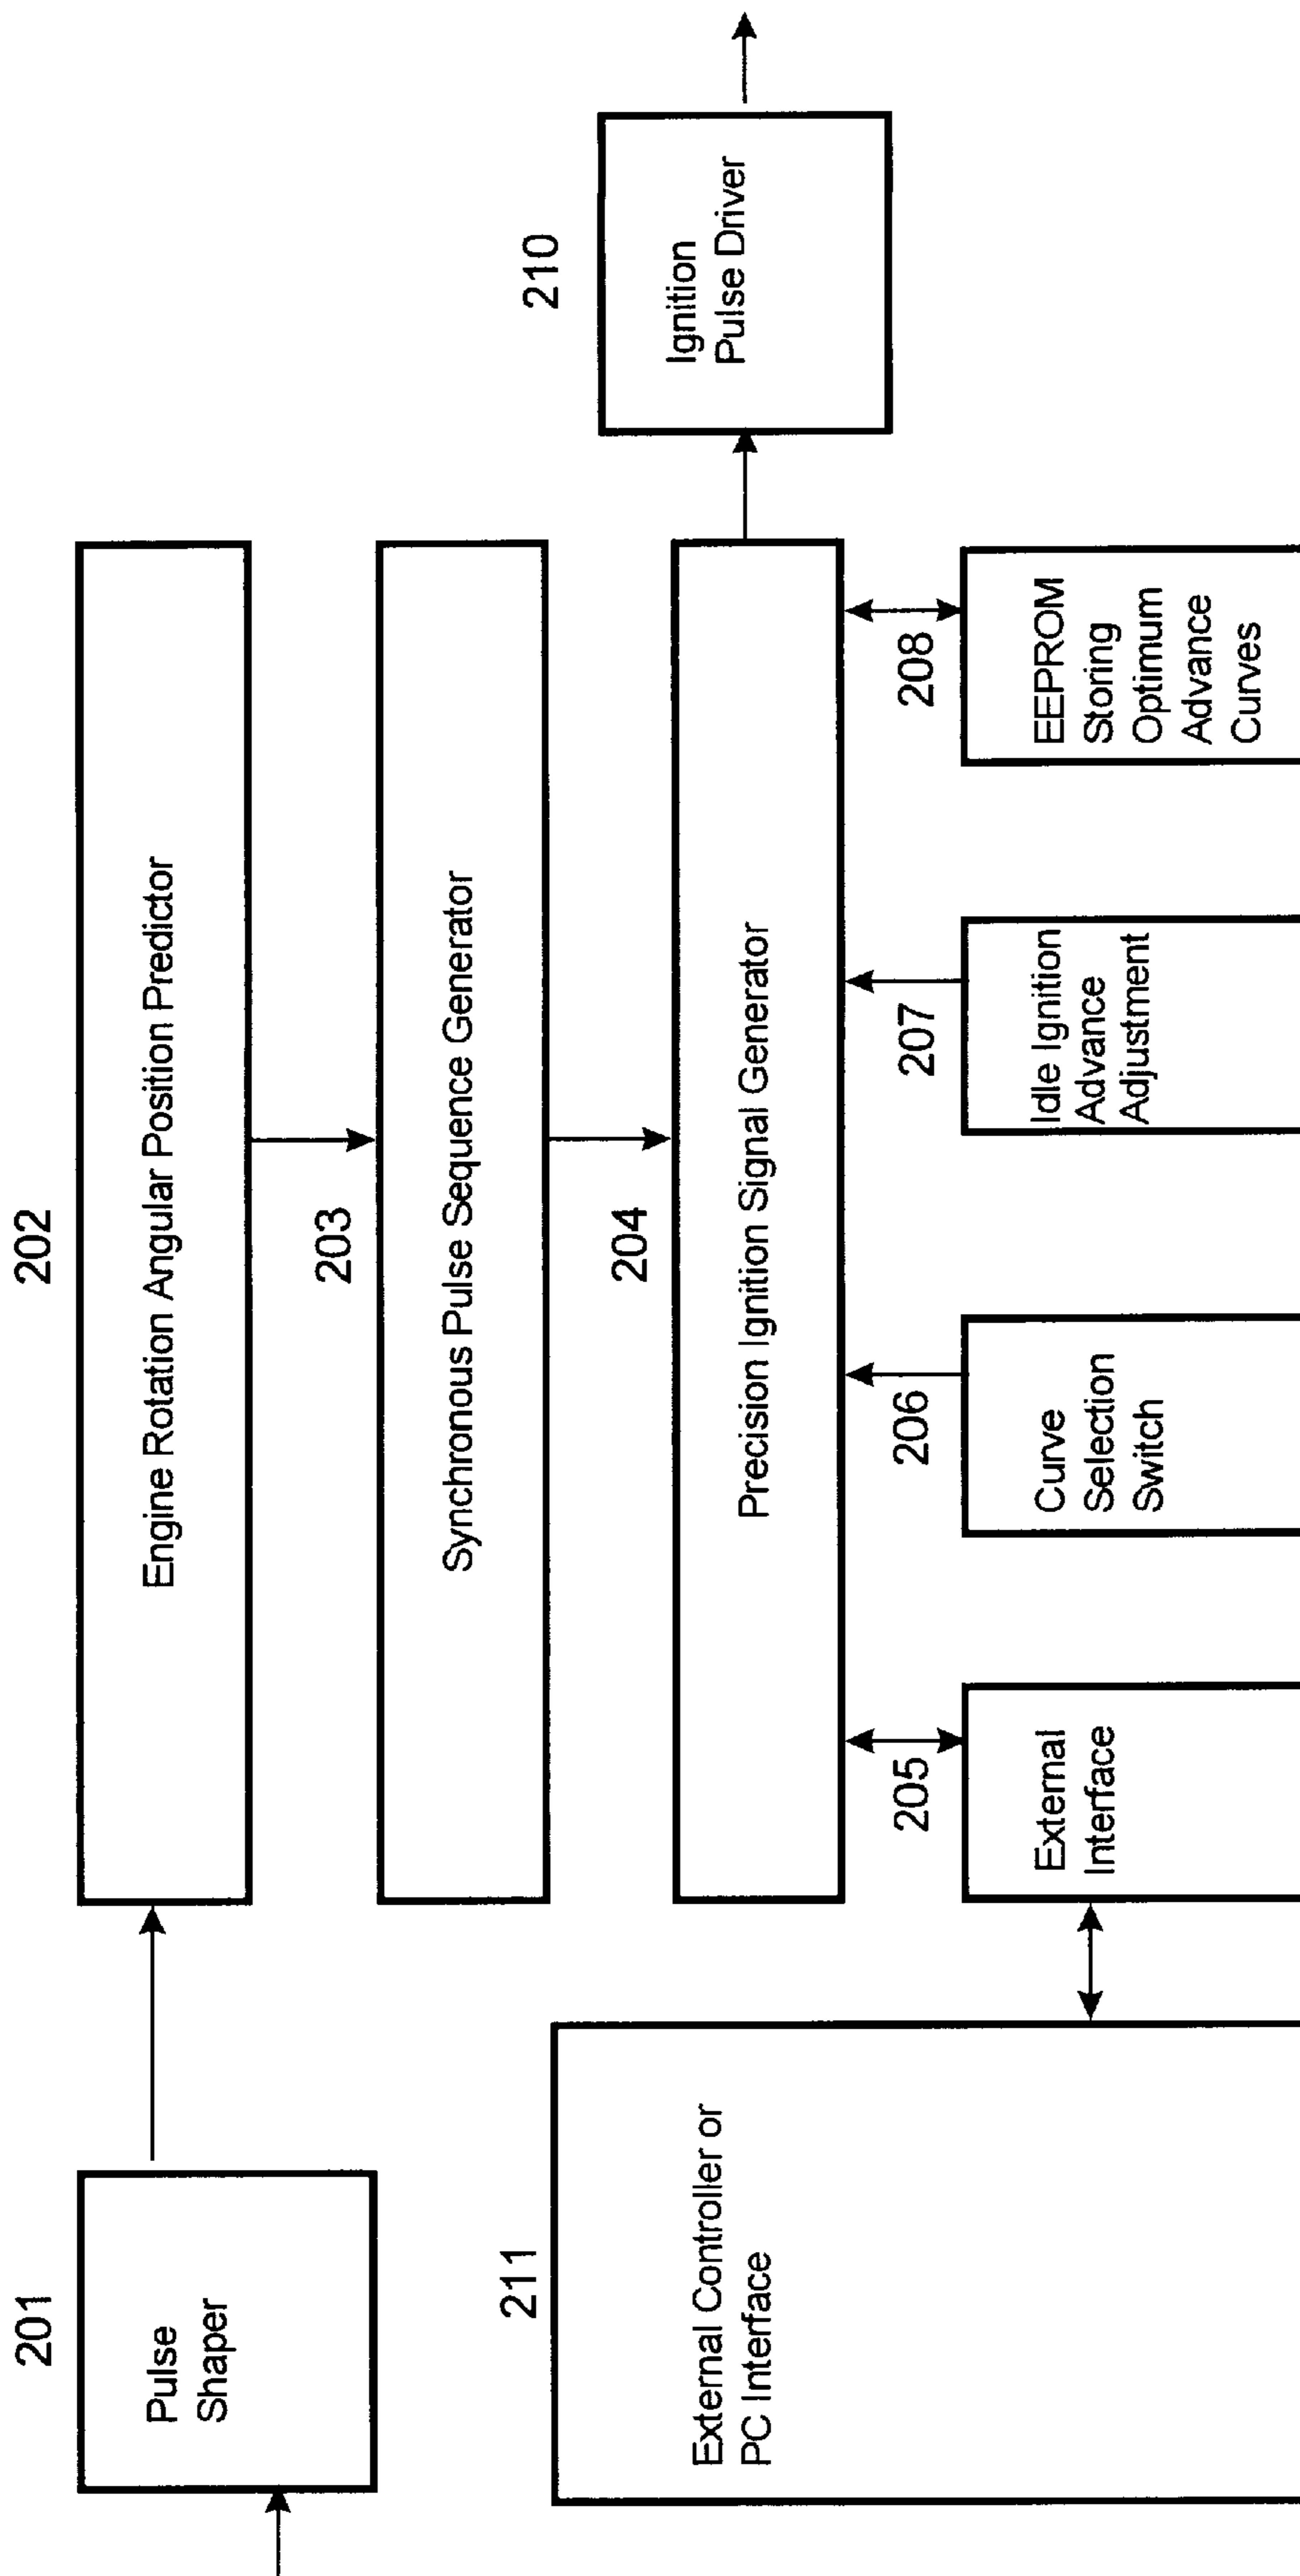 201
Pulse
Shaper
202
Engine Rotation Angular Position Predictor
203
Synchronous Pulse Sequence Generator
204
Precision Ignition Signal Generator
210
Ignition
Pulse Driver
211
External Controller or
PC Interface
205
External
Interface
206
Curve
Selection
Switch
207
Idle Ignition
Advance
Adjustment
208
EEPROM
Storing
Optimum
Advance
Curves